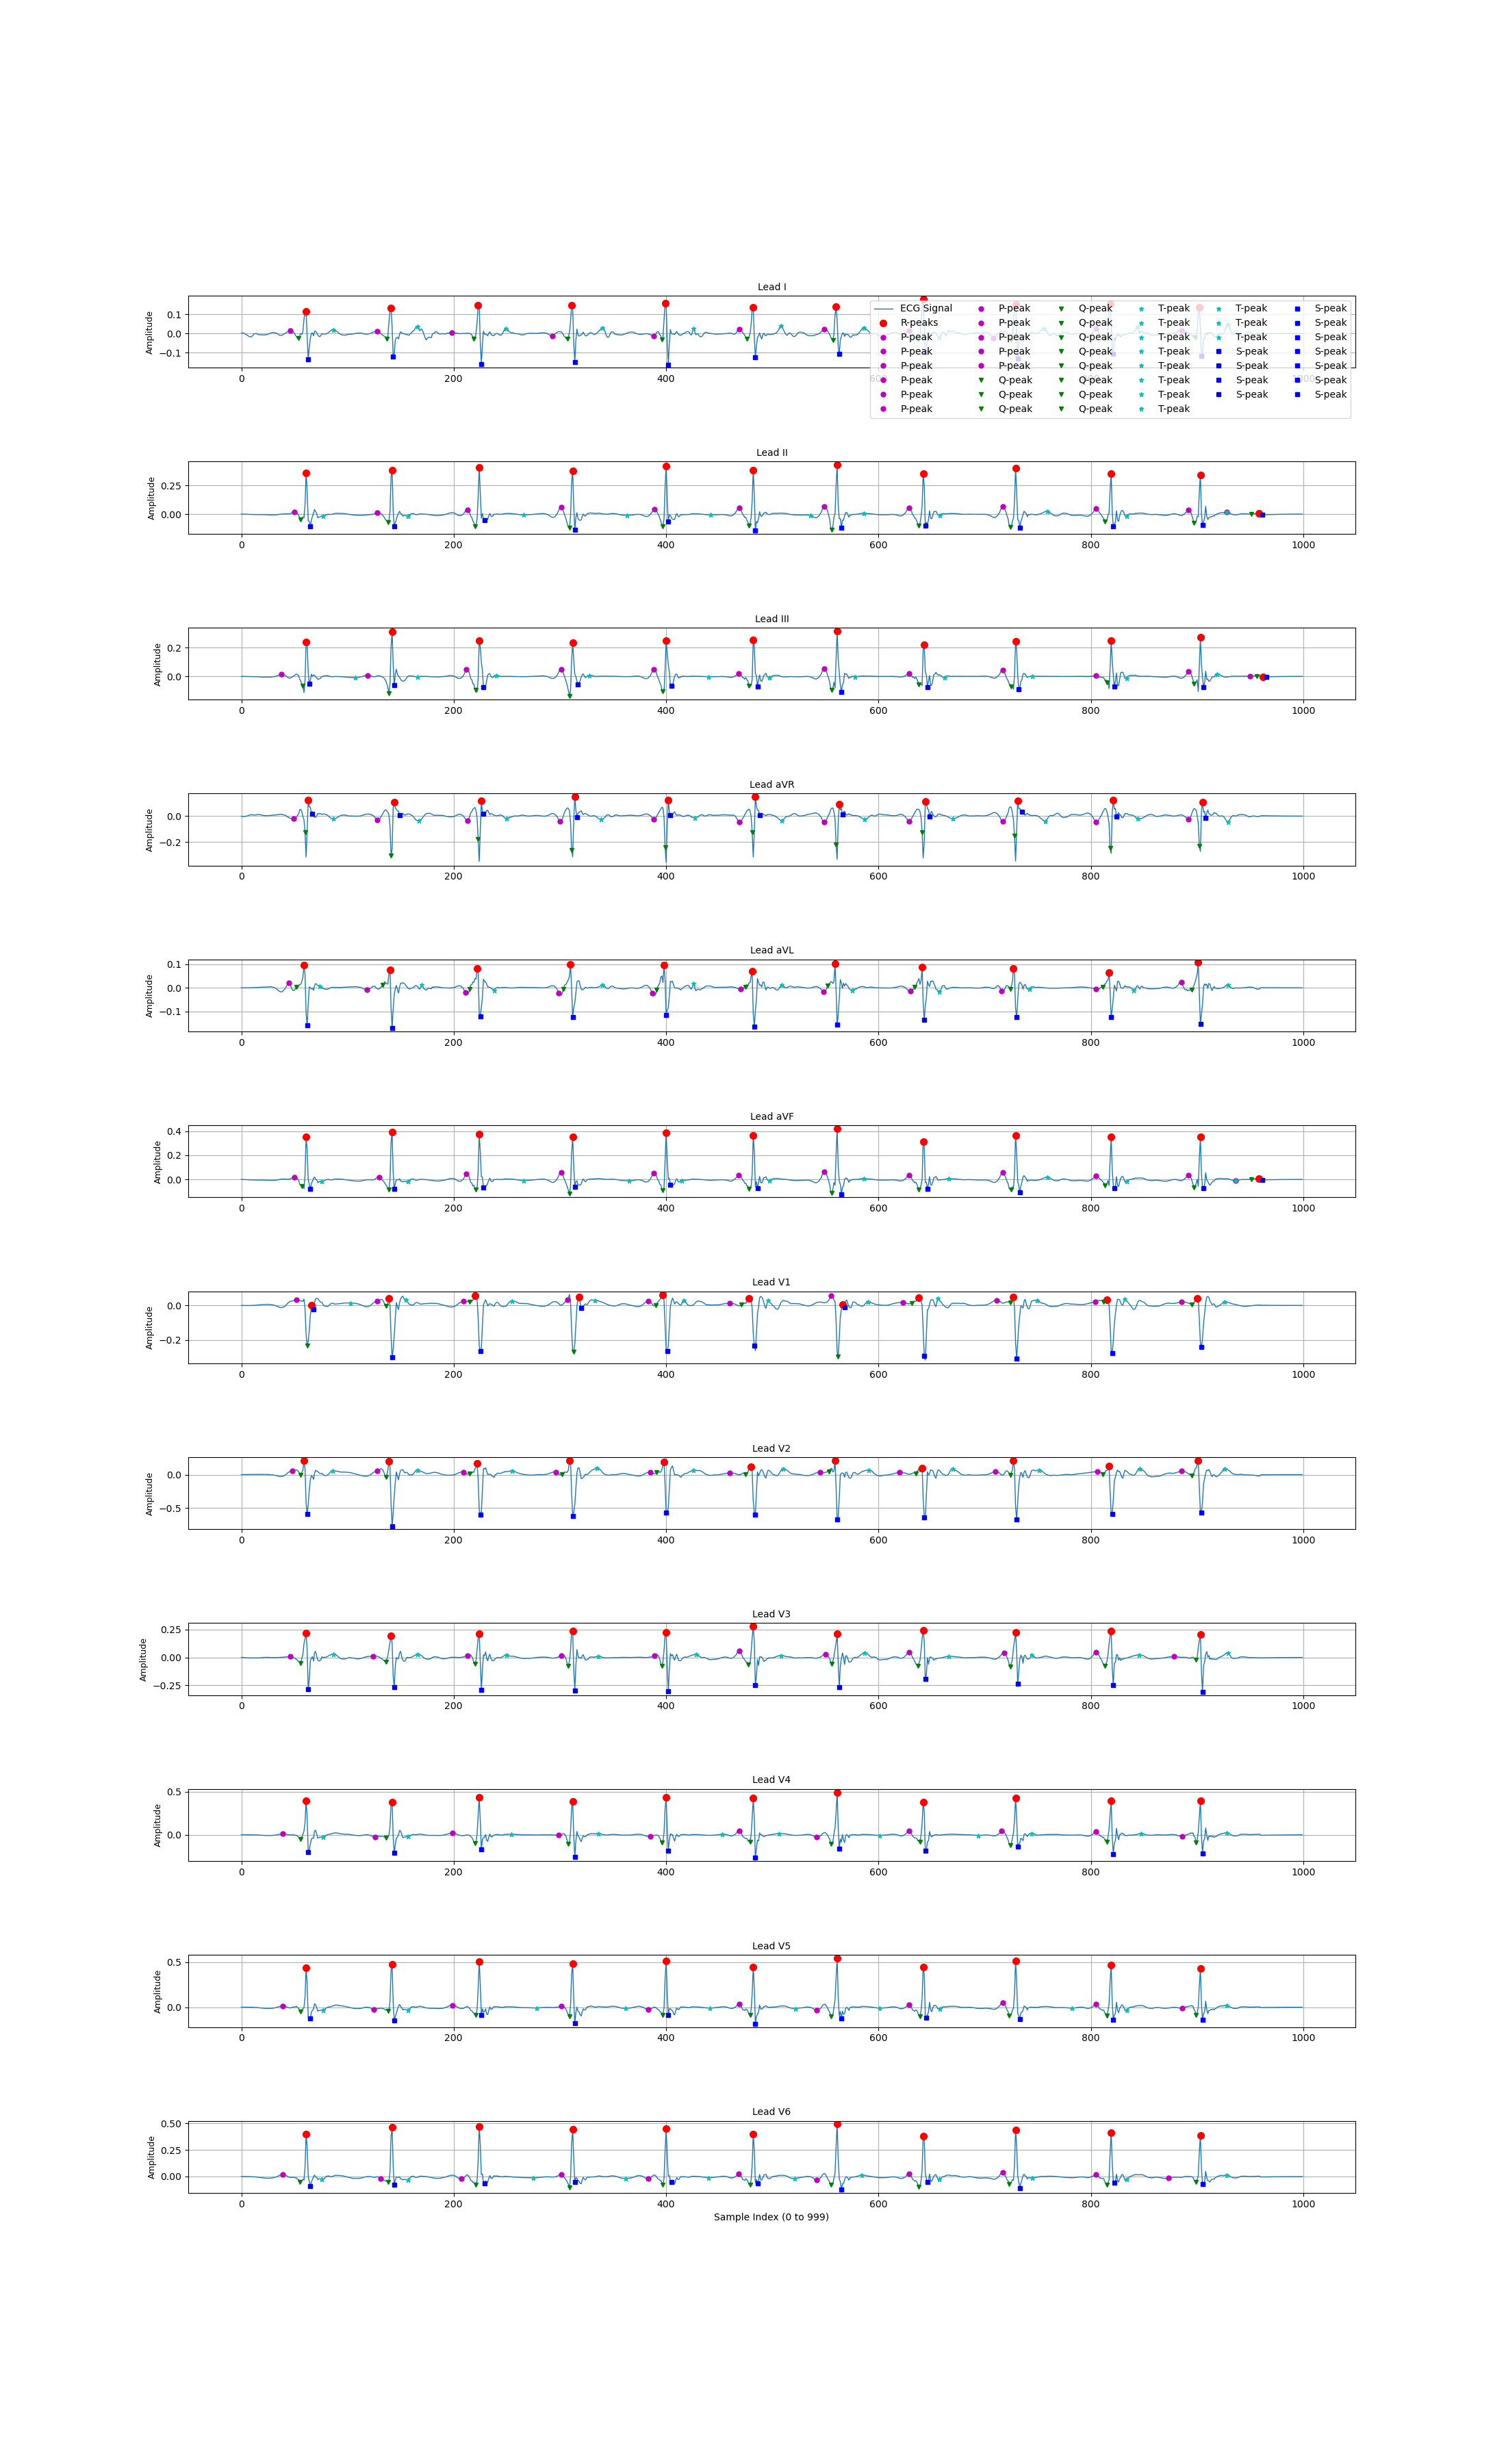 Lead I
Amplitude
0.1
0.0
−0.1
0 200 400 600 800 1000
ECG Signal P-peak Q-peak T-peak T-peak S-peak
R-peaks P-peak Q-peak T-peak T-peak S-peak
P-peak P-peak Q-peak T-peak T-peak S-peak
P-peak P-peak Q-peak T-peak S-peak S-peak
P-peak P-peak Q-peak T-peak S-peak S-peak
P-peak Q-peak Q-peak T-peak S-peak S-peak
P-peak Q-peak Q-peak T-peak S-peak S-peak
P-peak Q-peak Q-peak T-peak
Lead II
Amplitude
0.25
0.00
0 200 400 600 800 1000
Lead III
Amplitude
0.2
0.0
0 200 400 600 800 1000
Lead aVR
Amplitude
0.0
−0.2
0 200 400 600 800 1000
Lead aVL
Amplitude
0.1
0.0
−0.1
0 200 400 600 800 1000
Lead aVF
Amplitude
0.4
0.2
0.0
0 200 400 600 800 1000
Lead V1
Amplitude
0.0
−0.2
0 200 400 600 800 1000
Lead V2
Amplitude
0.0
−0.5
0 200 400 600 800 1000
Lead V3
Amplitude
0.25
0.00
−0.25
0 200 400 600 800 1000
Lead V4
Amplitude
0.5
0.0
0 200 400 600 800 1000
Lead V5
Amplitude
0.5
0.0
0 200 400 600 800 1000
Lead V6
Amplitude
0.50
0.25
0.00
0 200 400 600 800 1000
Sample Index (0 to 999)